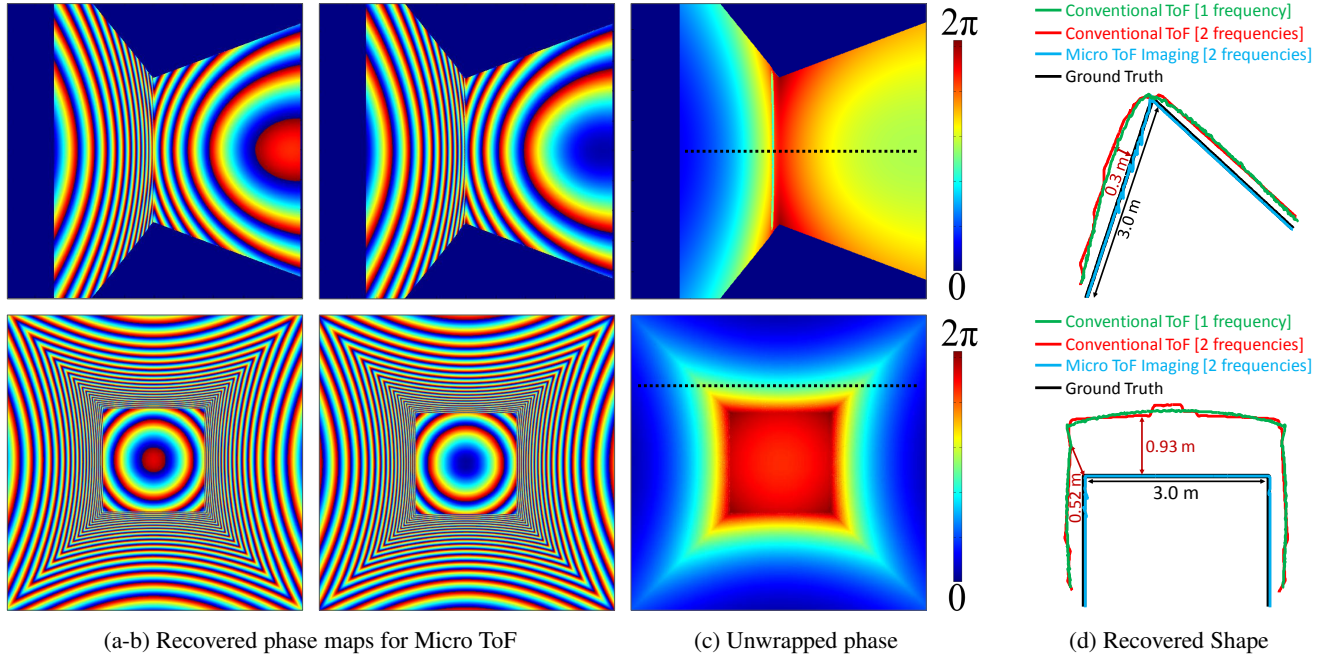 2π
0
Conventional ToF [1 frequency]
Conventional ToF [2 frequencies]
Micro ToF Imaging [2 frequencies]
Ground Truth
0.3 m
3.0 m
2π
0
Conventional ToF [1 frequency]
Conventional ToF [2 frequencies]
Micro ToF Imaging [2 frequencies]
Ground Truth
0.93 m
0.52 m
3.0 m
(a-b) Recovered phase maps for Micro ToF
(c) Unwrapped phase
(d) Recovered Shape